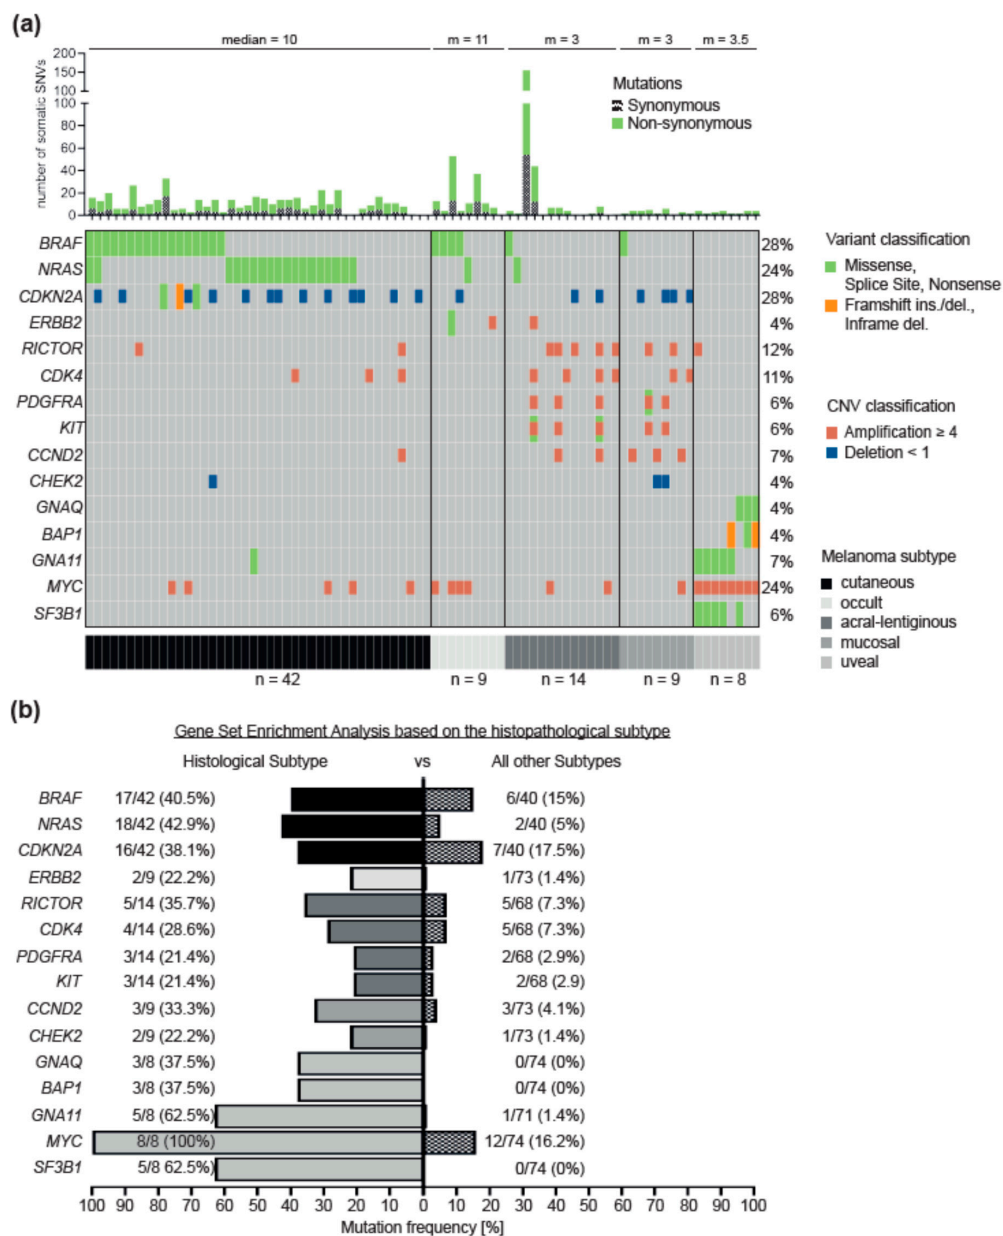 (a)
median = 10 m = 11 m = 3 m = 3 m = 3.5
number of somatic SNVs
200
150
100
100
80
60
40
20
0
Mutations
Synonymous
Non-synonymous
BRAF 28%
NRAS 24%
CDKN2A 28%
ERBB2 4%
RICTOR 12%
CDK4 11%
PDGFRA 6%
KIT 6%
CCND2 7%
CHEK2 4%
GNAQ 4%
BAP1 4%
GNA11 7%
MYC 24%
SF3B1 6%
n = 42 n = 9 n = 14 n = 9 n = 8
Variant classification
Missense,
Splice Site, Nonsense
Framshift ins./del.,
Inframe del.
CNV classification
Amplification ≥ 4
Deletion < 1
Melanoma subtype
cutaneous
occult
acral-lentiginous
mucosal
uveal
(b)
Gene Set Enrichment Analysis based on the histopathological subtype
Histological Subtype vs All other Subtypes
BRAF 17/42 (40.5%) 6/40 (15%)
NRAS 18/42 (42.9%) 2/40 (5%)
CDKN2A 16/42 (38.1%) 7/40 (17.5%)
ERBB2 2/9 (22.2%) 1/73 (1.4%)
RICTOR 5/14 (35.7%) 5/68 (7.3%)
CDK4 4/14 (28.6%) 5/68 (7.3%)
PDGFRA 3/14 (21.4%) 2/68 (2.9%)
KIT 3/14 (21.4%) 2/68 (2.9)
CCND2 3/9 (33.3%) 3/73 (4.1%)
CHEK2 2/9 (22.2%) 1/73 (1.4%)
GNAQ 3/8 (37.5%) 0/74 (0%)
BAP1 3/8 (37.5%) 0/74 (0%)
GNA11 5/8 (62.5%) 1/71 (1.4%)
MYC 8/8 (100%) 12/74 (16.2%)
SF3B1 5/8 62.5%) 0/74 (0%)
100 90 80 70 60 50 40 30 20 10 0 10 20 30 40 50 60 70 80 90 100
Mutation frequency [%]